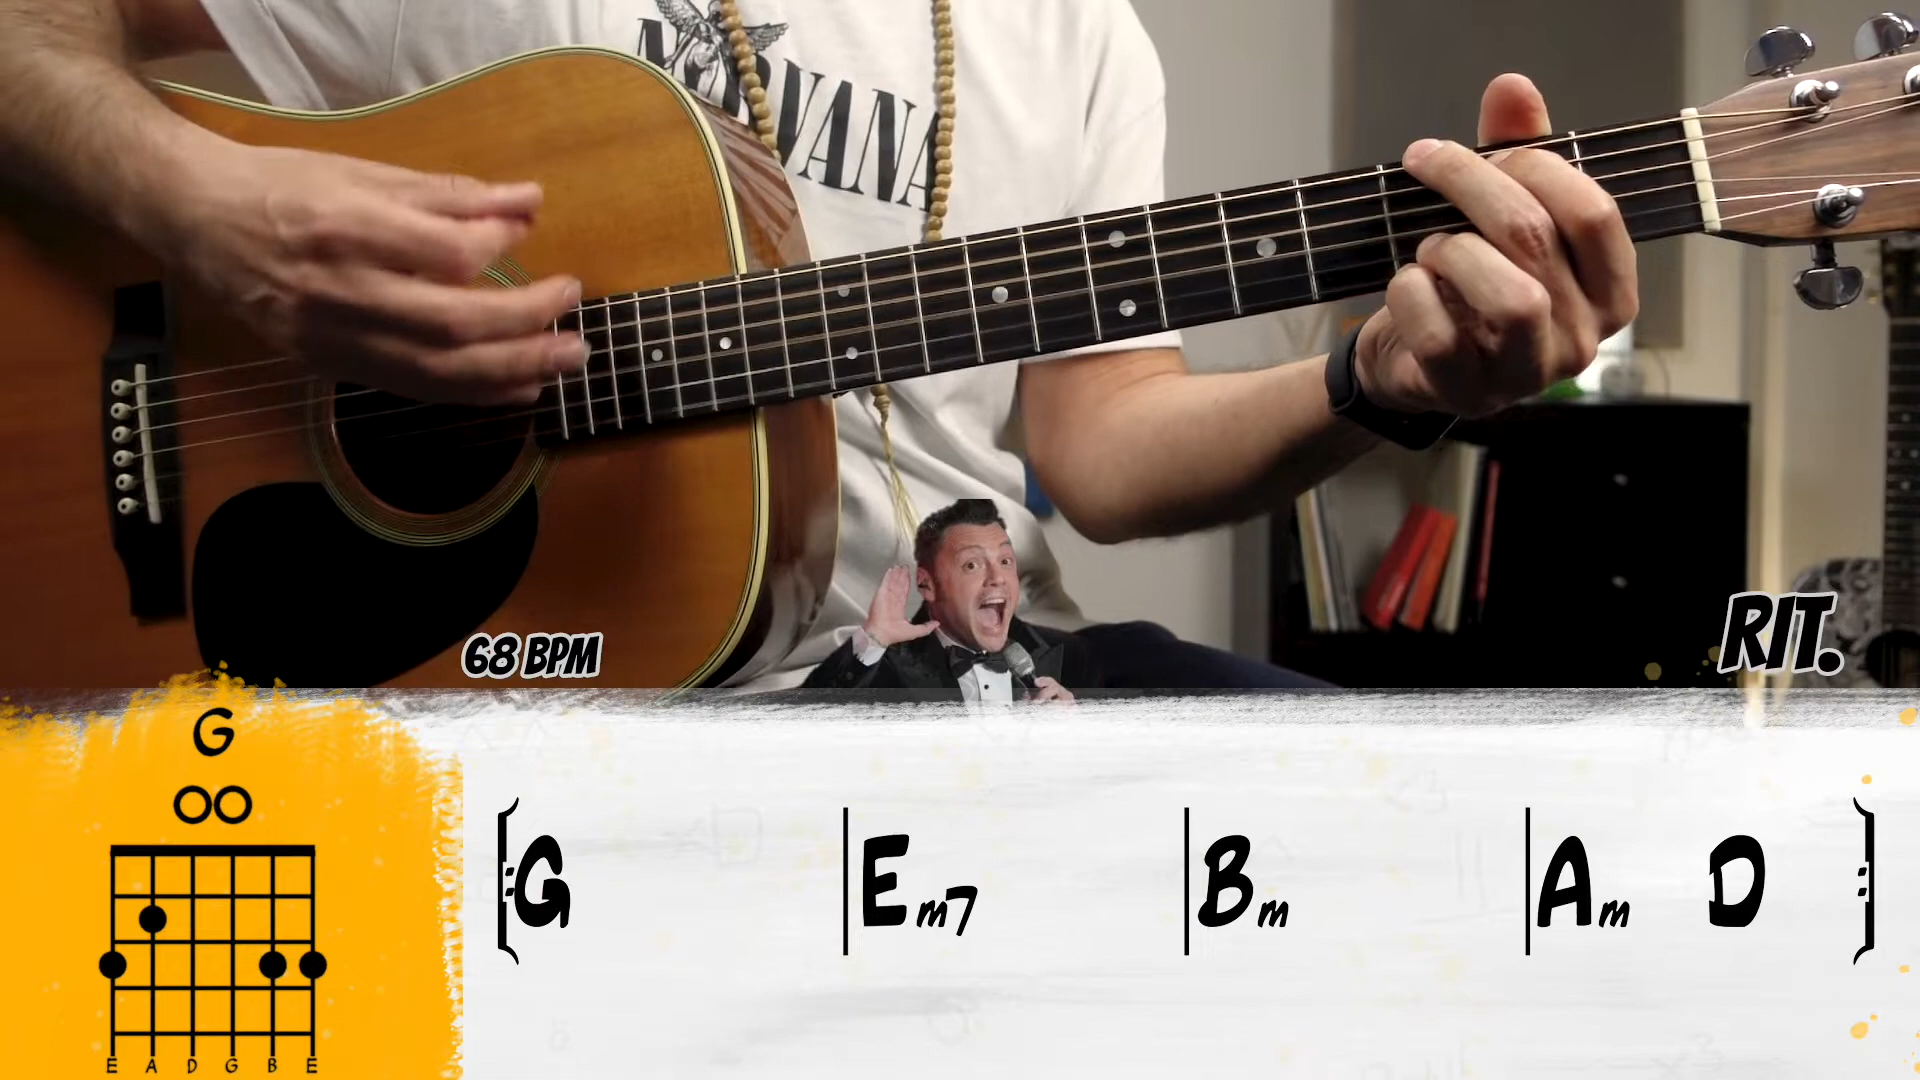 NIRVANA
68 BPM
RIT.
G
G Em7 Bm Am D
E A D G B E